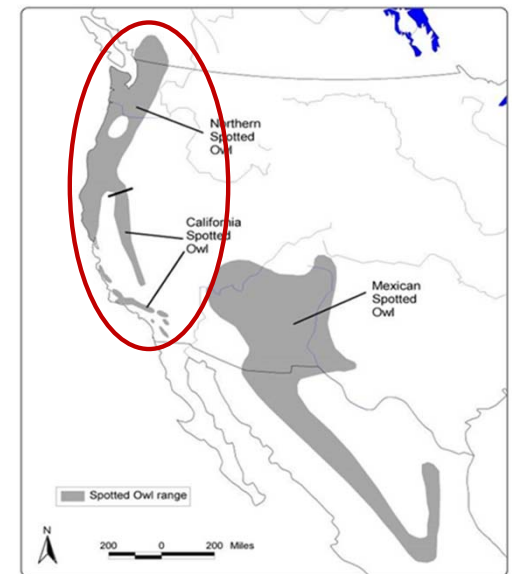 Northern
Spotted
Owl
California
Spotted
Owl
Mexican
Spotted
Owl
Spotted Owl range
N
200 0 200 Miles